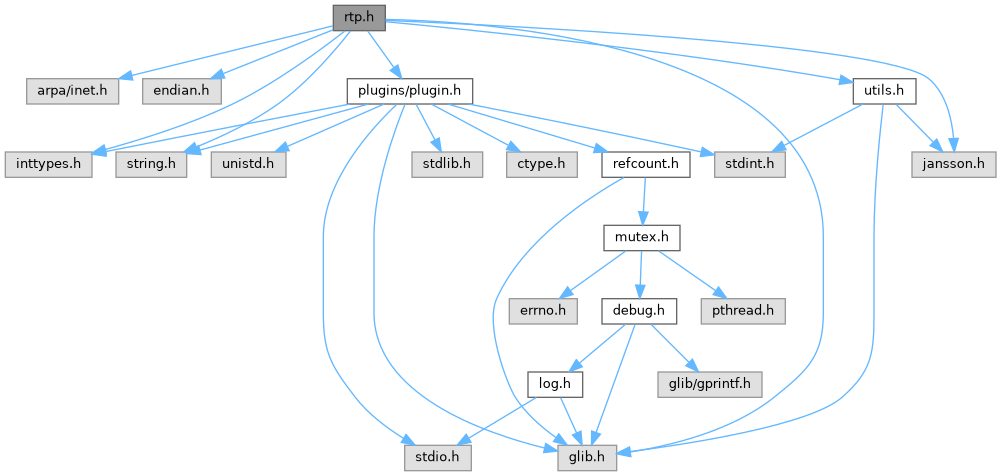 rtp.h
arpa/inet.h
endian.h
plugins/plugin.h
utils.h
inttypes.h
string.h
unistd.h
stdlib.h
ctype.h
refcount.h
stdint.h
jansson.h
mutex.h
errno.h
debug.h
pthread.h
log.h
glib/gprintf.h
stdio.h
glib.h